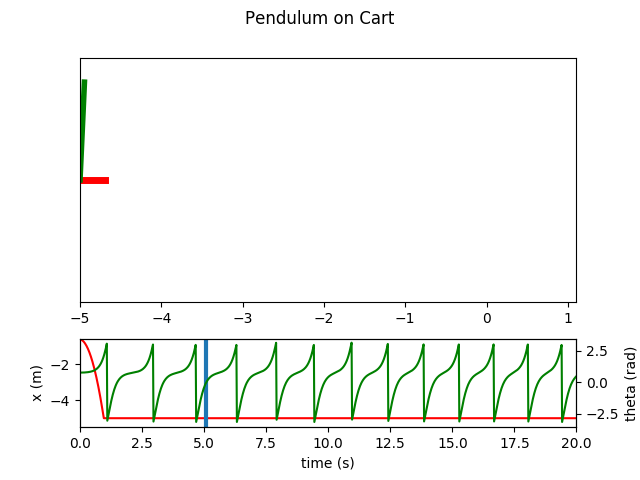 Pendulum on Cart
−5 −4 −3 −2 −1 0 1
−2
−4
x (m)
2.5
0.0
−2.5
theta (rad)
0.0 2.5 5.0 7.5 10.0 12.5 15.0 17.5 20.0
time (s)